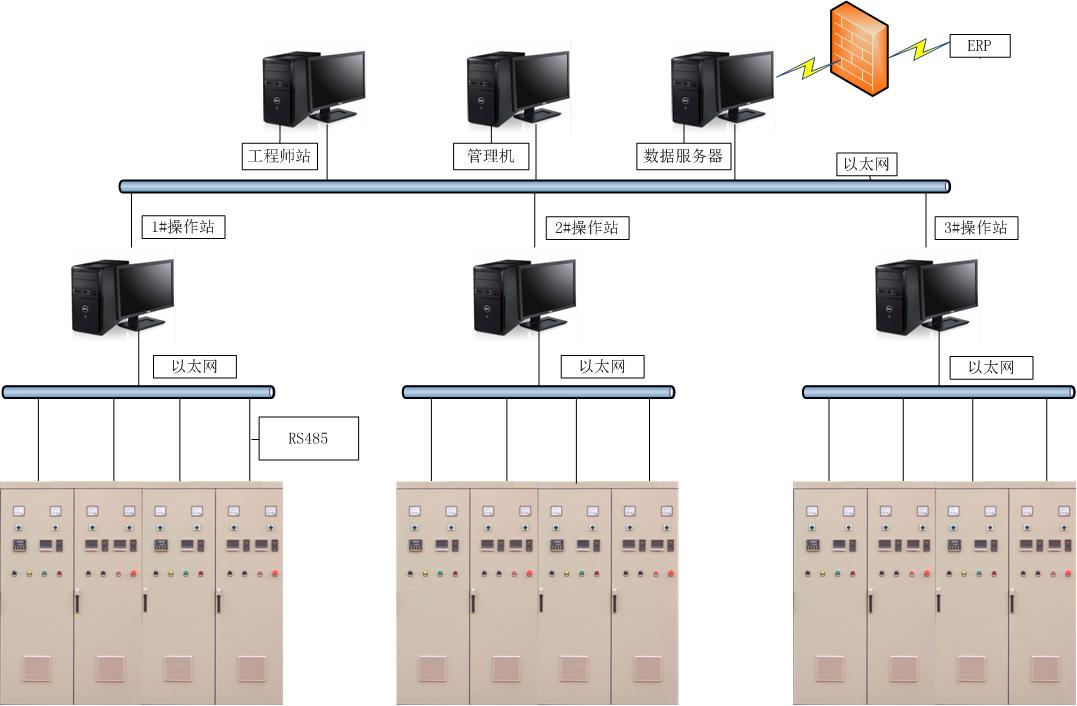 ERP
工程师站
管理机
数据服务器
以太网
1#操作站
2#操作站
3#操作站
以太网
以太网
以太网
RS485